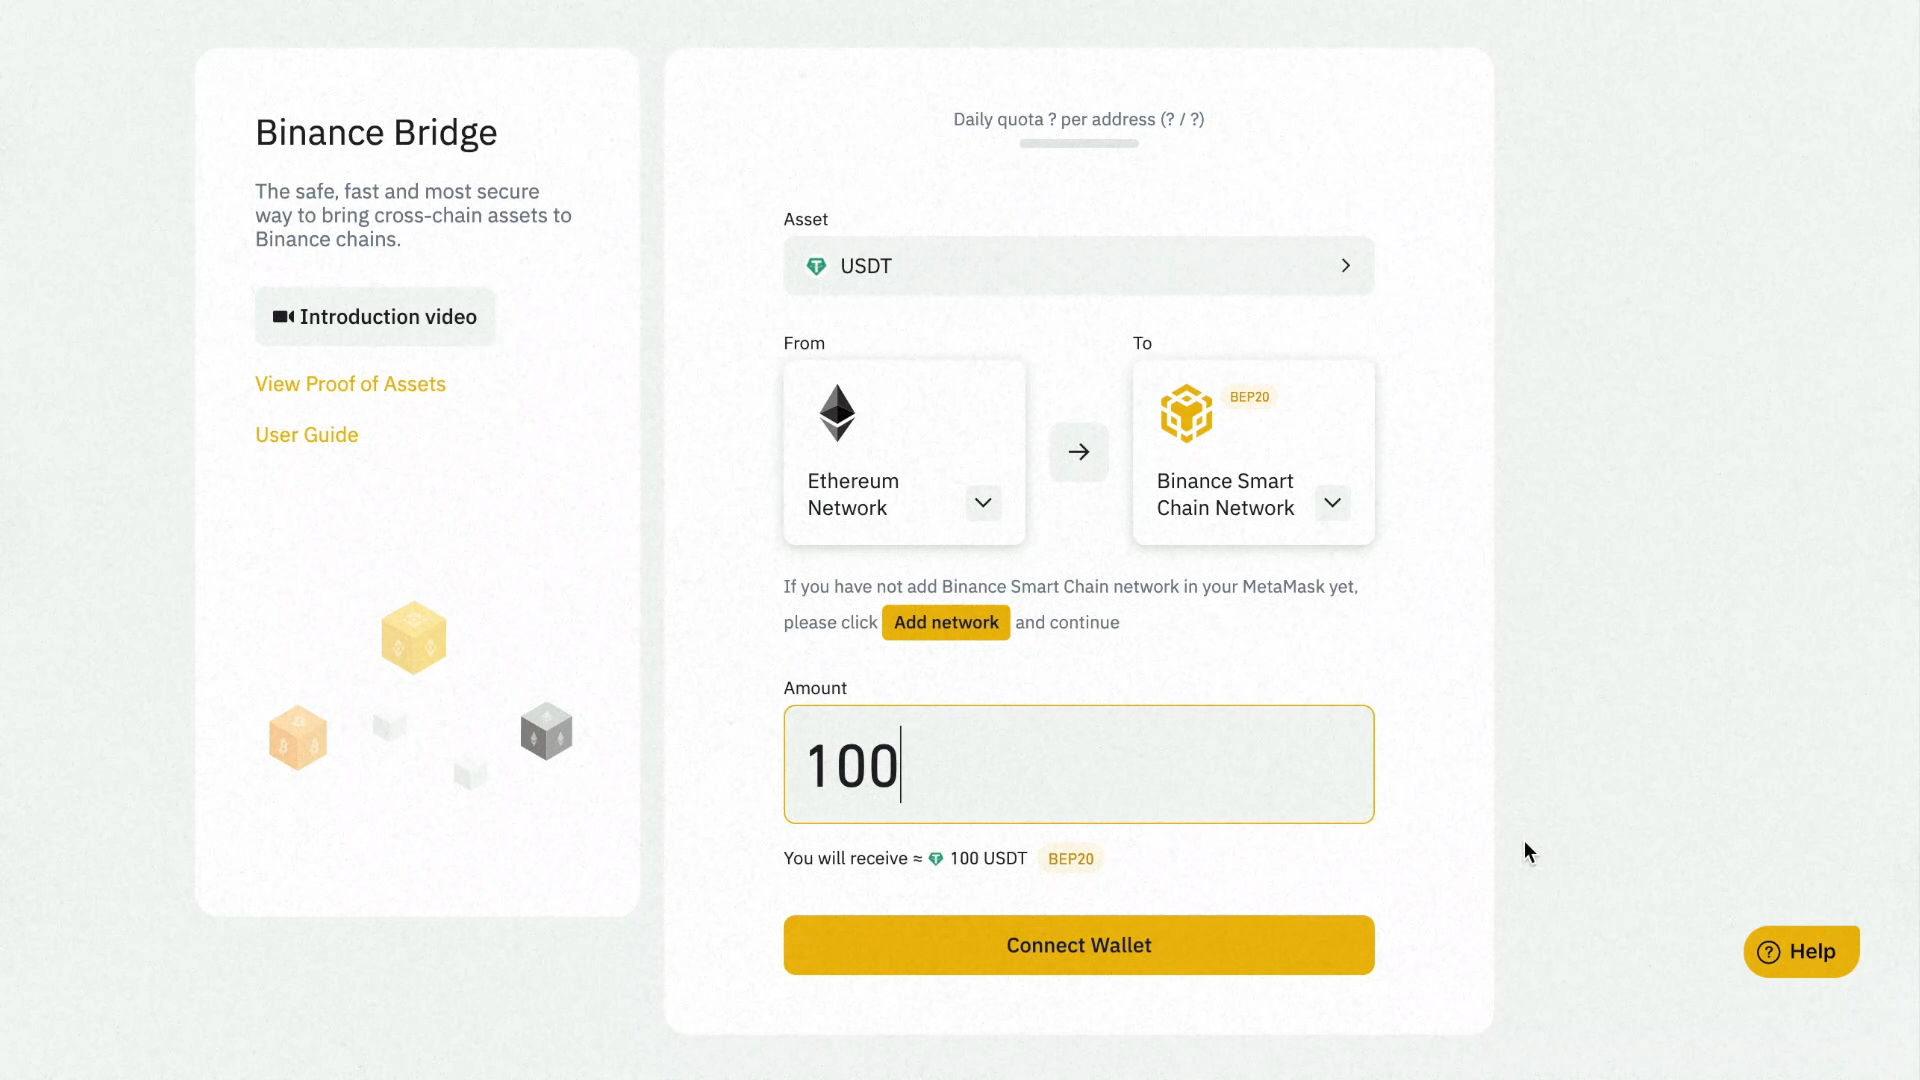 Binance Bridge
The safe, fast and most secure
way to bring cross-chain assets to
Binance chains.
Introduction video
View Proof of Assets
User Guide
Daily quota ? per address (? / ?)
Asset
USDT
From
To
BEP20
Ethereum
Network
Binance Smart
Chain Network
If you have not add Binance Smart Chain network in your MetaMask yet,
please click Add network and continue
Amount
100
You will receive ≈ 100 USDT BEP20
Connect Wallet
Help